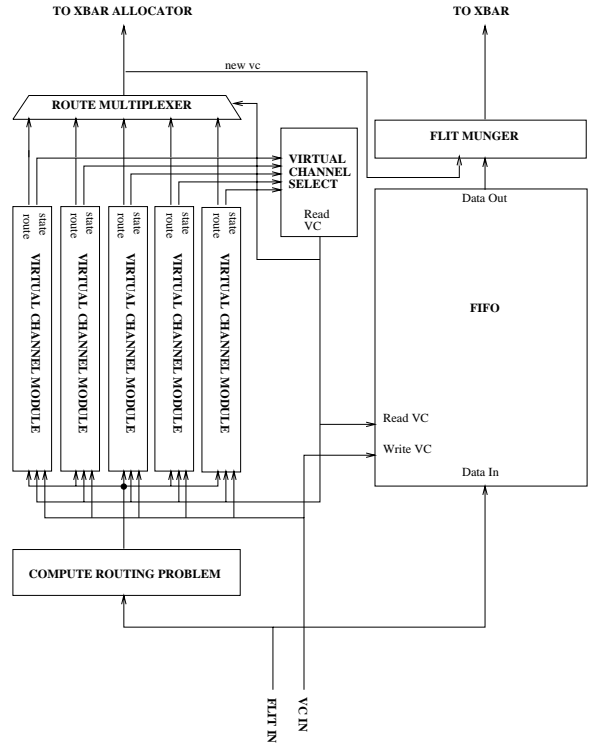 TO XBAR ALLOCATOR
TO XBAR
new vc
ROUTE MULTIPLEXER
FLIT MUNGER
VIRTUAL
CHANNEL
SELECT
Read
VC
Data Out
route
state
route
state
route
state
route
state
route
state
VIRTUAL CHANNEL MODULE
VIRTUAL CHANNEL MODULE
VIRTUAL CHANNEL MODULE
VIRTUAL CHANNEL MODULE
VIRTUAL CHANNEL MODULE
FIFO
Read VC
Write VC
Data In
COMPUTE ROUTING PROBLEM
FLIT IN
VC IN